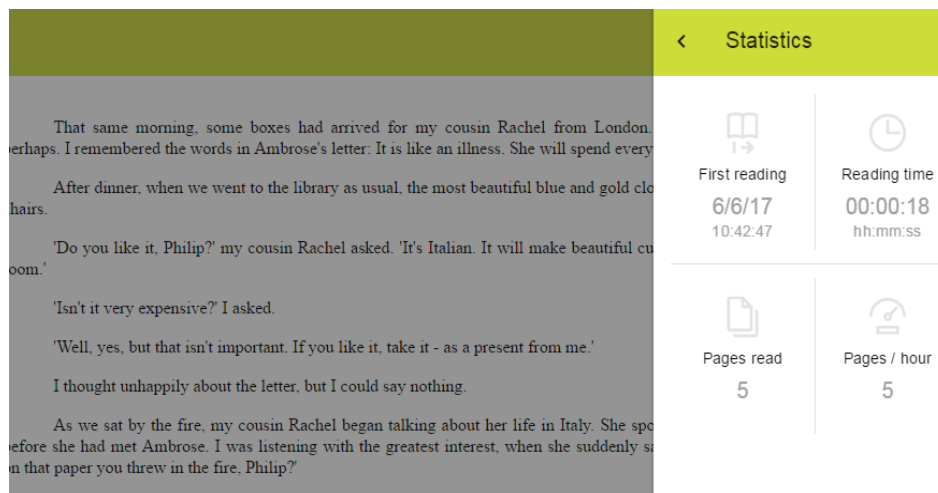 That same morning, some boxes had arrived for my cousin Rachel from London.
perhaps. I remembered the words in Ambrose's letter: It is like an illness. She will spend every
After dinner, when we went to the library as usual, the most beautiful blue and gold clo
hairs.
'Do you like it, Philip?' my cousin Rachel asked. 'It's Italian. It will make beautiful cu
oom.'
'Isn't it very expensive?' I asked.
'Well, yes, but that isn't important. If you like it, take it - as a present from me.'
I thought unhappily about the letter, but I could say nothing.
As we sat by the fire, my cousin Rachel began talking about her life in Italy. She spo
before she had met Ambrose. I was listening with the greatest interest, when she suddenly sa
on that paper you threw in the fire, Philip?'
Statistics
First reading
6/6/17
10:42:47
Reading time
00:00:18
hh:mm:ss
Pages read
5
Pages / hour
5